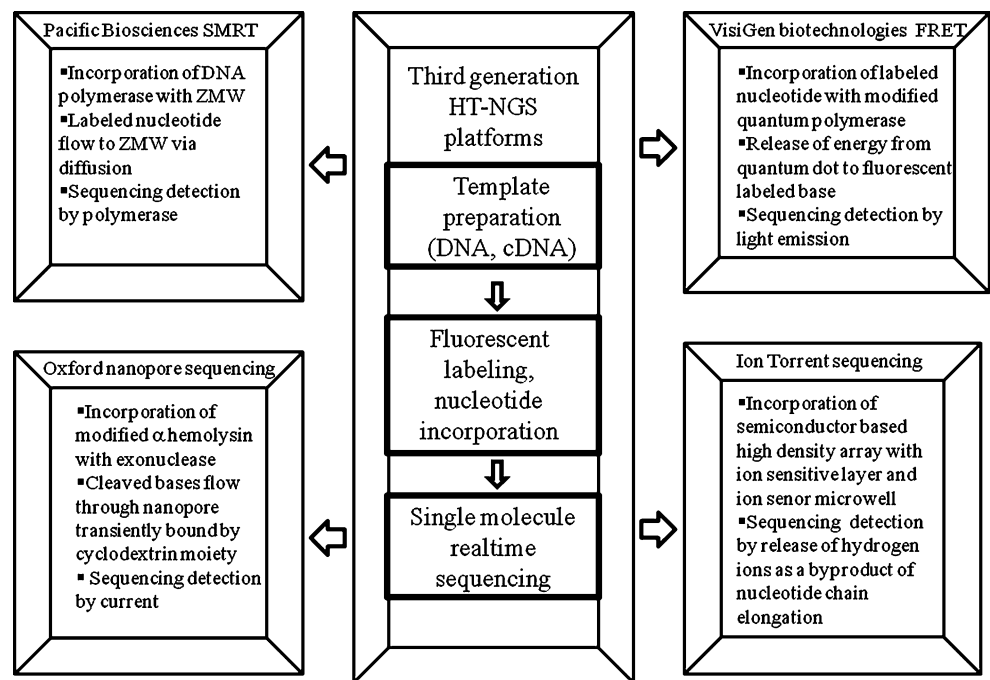 Pacific Biosciences SMRT
▪Incorporation of DNA
polymerase with ZMW
▪Labeled nucleotide
flow to ZMW via
diffusion
▪Sequencing detection
by polymerase
Third generation
HT-NGS
platforms
Template
preparation
(DNA, cDNA)
Fluorescent
labeling,
nucleotide
incorporation
Single molecule
realtime
sequencing
VisiGen biotechnologies FRET
▪Incorporation of labeled
nucleotide with modified
quantum polymerase
▪Release of energy from
quantum dot to fluorescent
labeled base
▪Sequencing detection by
light emission
Oxford nanopore sequencing
▪Incorporation of
modified α hemolysin
with exonuclease
▪Cleaved bases flow
through nanopore
transiently bound by
cyclodextrin moiety
▪ Sequencing detection
by current
Ion Torrent sequencing
▪Incorporation of
semiconductor based
high density array with
ion sensitive layer and
ion senor microwell
▪Sequencing detection
by release of hydrogen
ions as a byproduct of
nucleotide chain
elongation